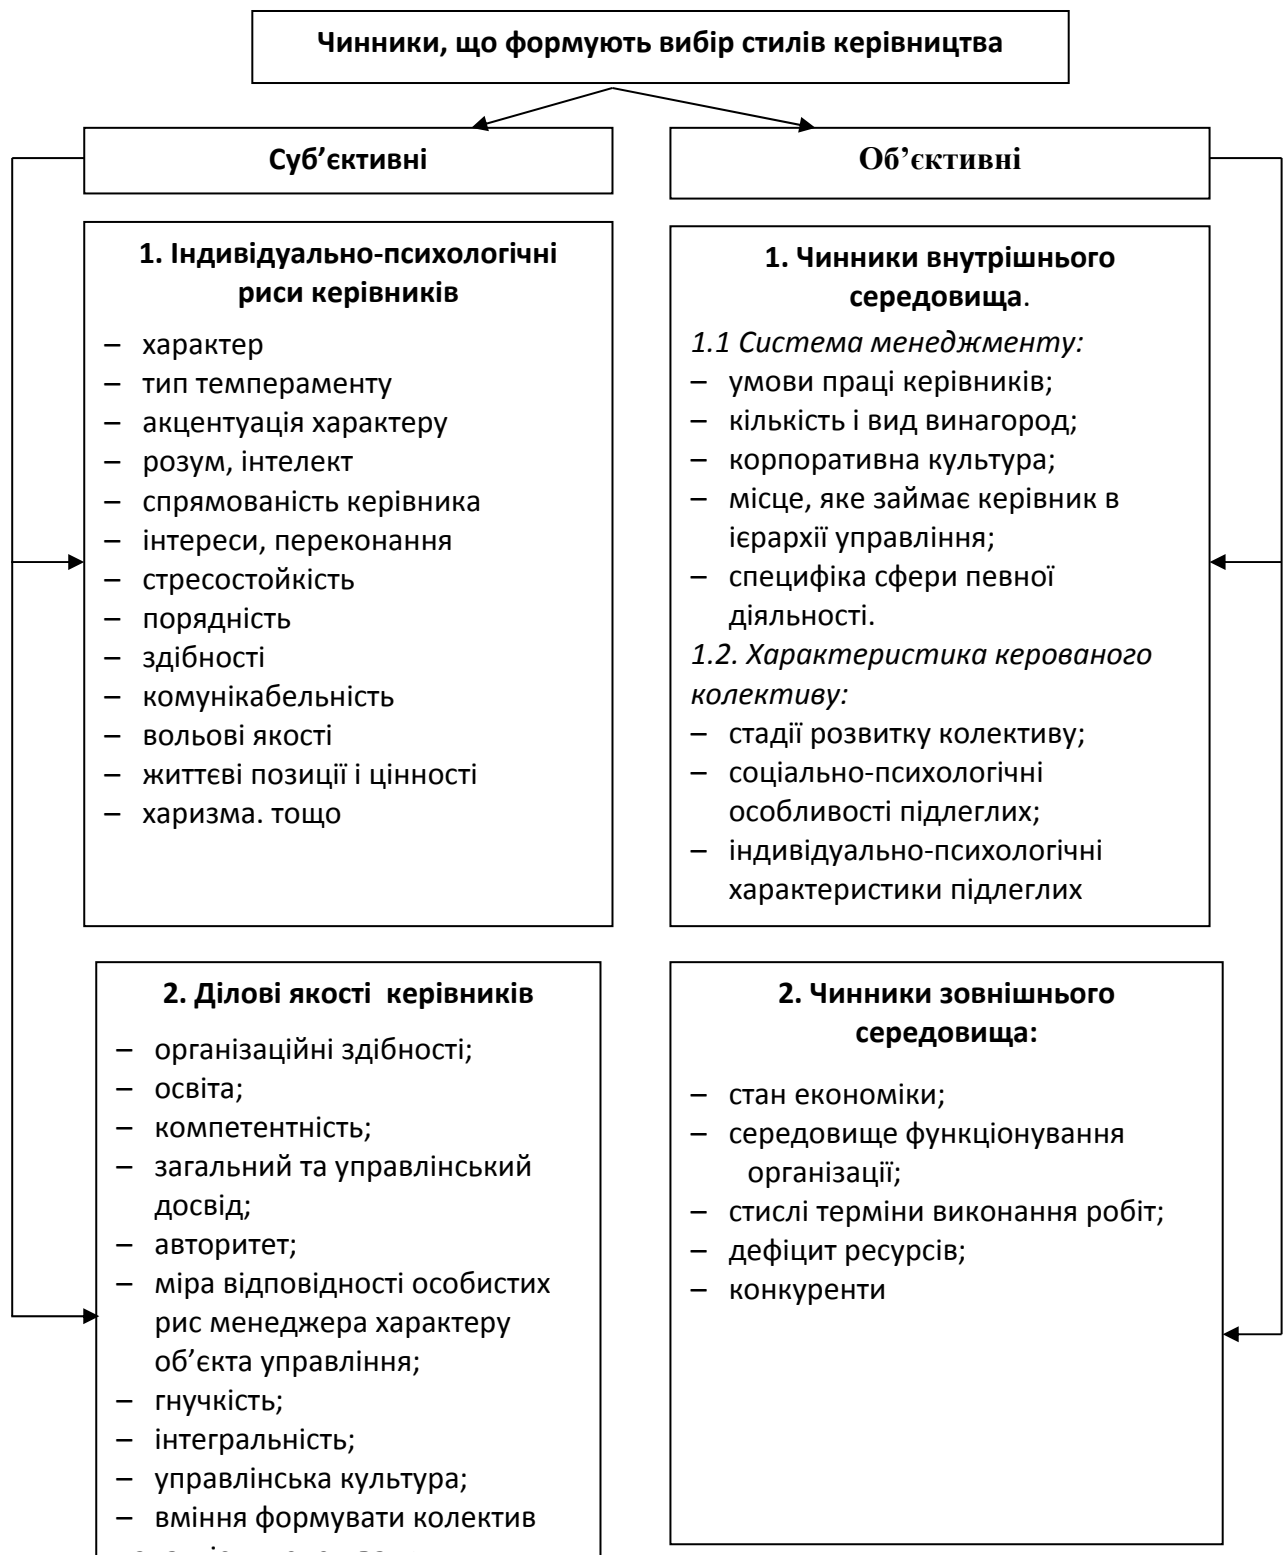 Чинники, що формують вибір стилів керівництва
Суб’єктивні
Об’єктивні
1. Індивідуально-психологічні
риси керівників
– характер
– тип темпераменту
– акцентуація характеру
– розум, інтелект
– спрямованість керівника
– інтереси, переконання
– стресостойкість
– порядність
– здібності
– комунікабельність
– вольові якості
– життєві позиції і цінності
– харизма. тощо
1. Чинники внутрішнього
середовища.
1.1 Система менеджменту:
– умови праці керівників;
– кількість і вид винагород;
– корпоративна культура;
– місце, яке займає керівник в
ієрархії управління;
– специфіка сфери певної
діяльності.
1.2. Характеристика керованого
колективу:
– стадії розвитку колективу;
– соціально-психологічні
особливості підлеглих;
– індивідуально-психологічні
характеристики підлеглих
2. Ділові якості керівників
– організаційні здібності;
– освіта;
– компетентність;
– загальний та управлінський
досвід;
– авторитет;
– міра відповідності особистих
рис менеджера характеру
об’єкта управління;
– гнучкість;
– інтегральність;
– управлінська культура;
– вміння формувати колектив
2. Чинники зовнішнього
середовища:
– стан економіки;
– середовище функціонування
організації;
– стислі терміни виконання робіт;
– дефіцит ресурсів;
– конкуренти